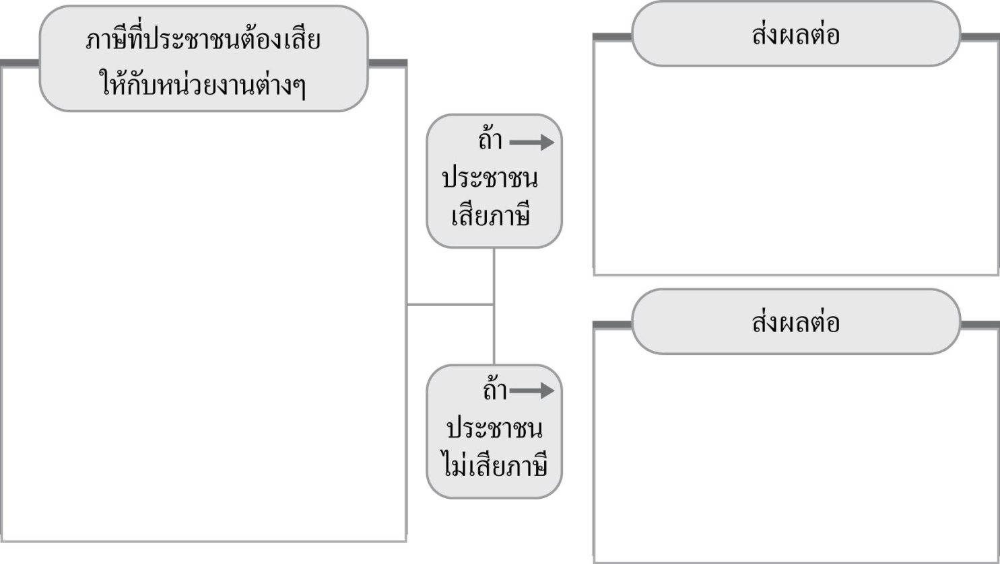 ภาษีที่ประชาชนต้องเสีย
ให้กับหน่วยงานต่างๆ
ถ้า
ประชาชน
เสียภาษี
ส่งผลต่อ
ถ้า
ประชาชน
ไม่เสียภาษี
ส่งผลต่อ